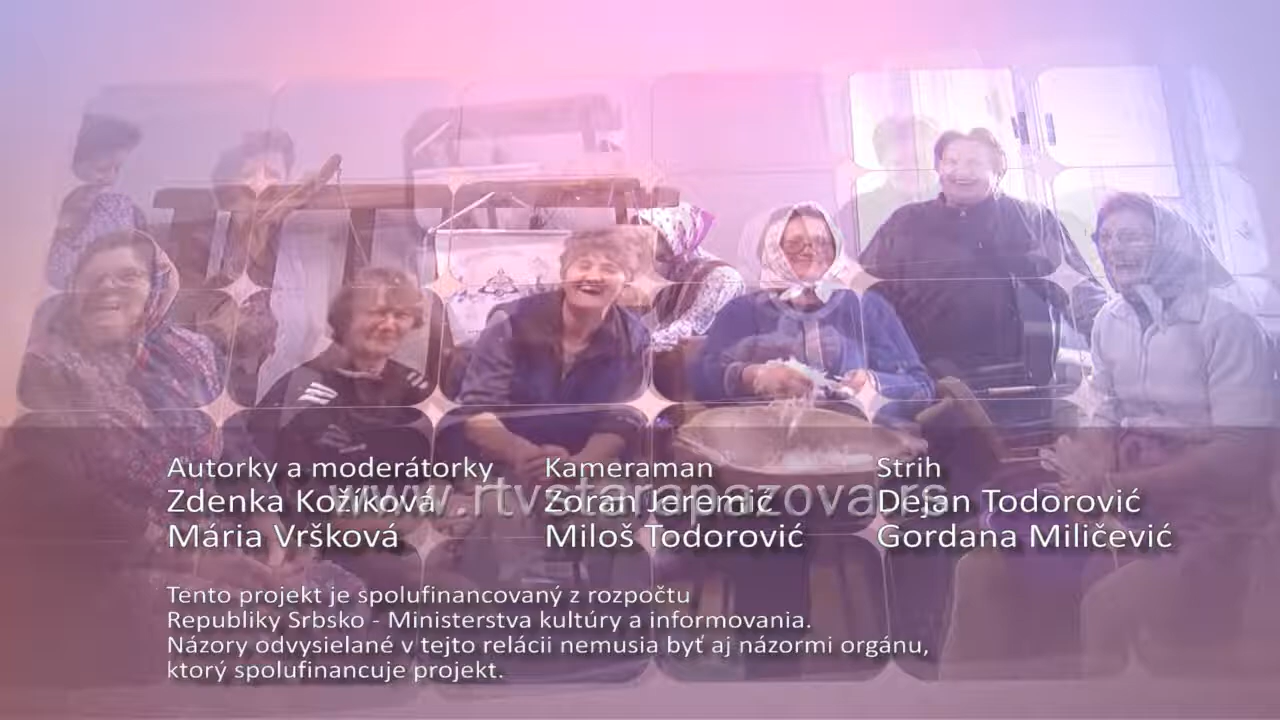 Autorky a moderátorky
Zdenka Kožíková
Mária Vršková
Kameraman
Zoran Jeremić
Miloš Todorović
Strih
Dejan Todorović
Gordana Miličević
www.rtvstarapazova.rs
Tento projekt je spolufinancovaný z rozpočtu
Republiky Srbsko - Ministerstva kultúry a informovania.
Názory odvysielané v tejto relácii nemusia byť aj názormi orgánu,
ktorý spolufinancuje projekt.